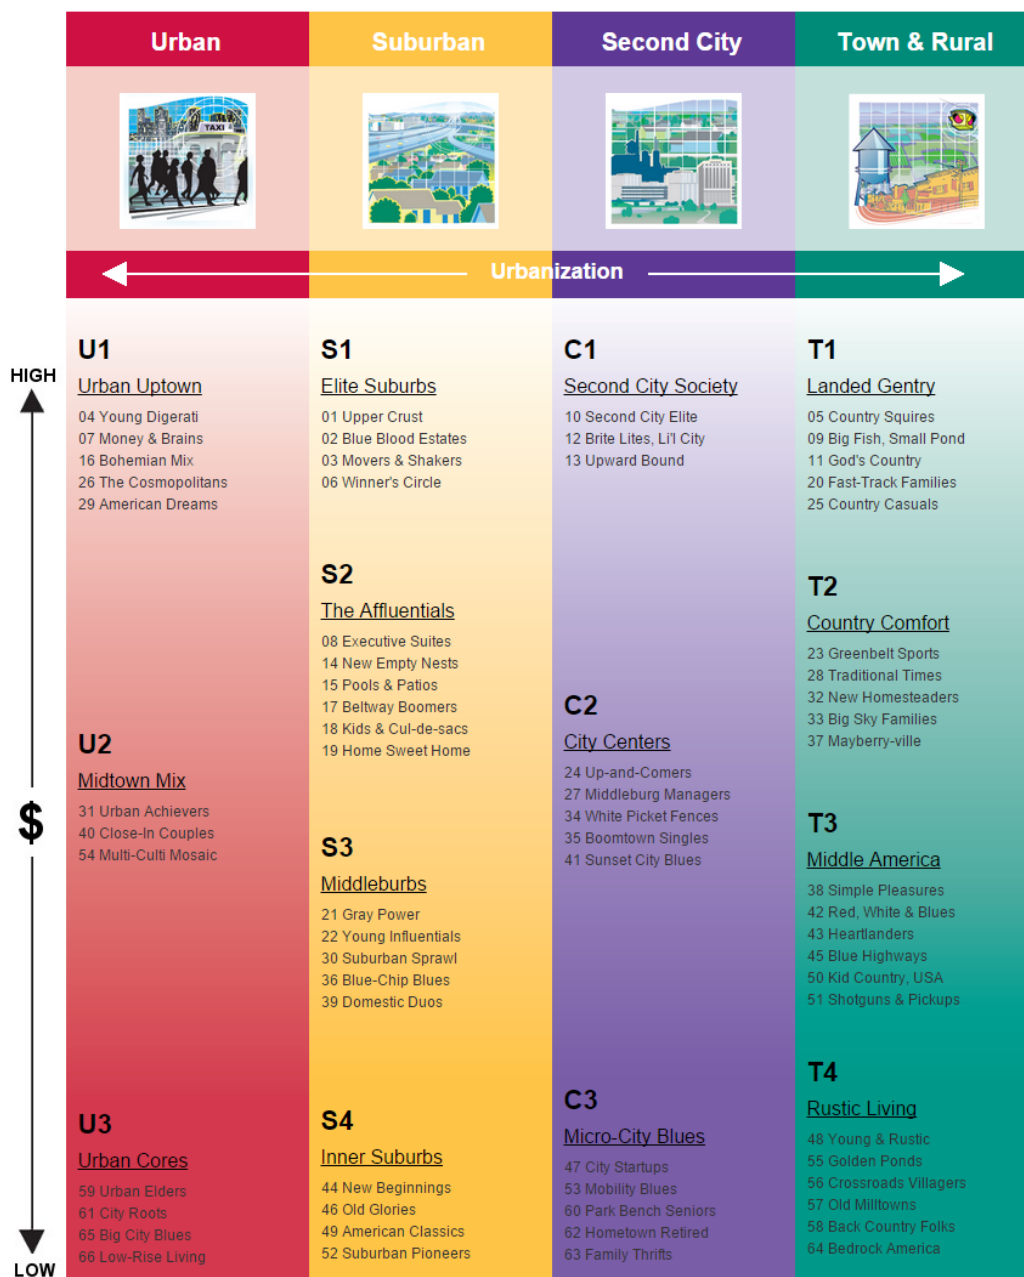 Urban
Suburban
Second City
Town & Rural
TAXI
Urbanization
HIGH
$
LOW
U1
Urban Uptown
04 Young Digerati
07 Money & Brains
16 Bohemian Mix
26 The Cosmopolitans
29 American Dreams
U2
Midtown Mix
31 Urban Achievers
40 Close-In Couples
54 Multi-Culti Mosaic
U3
Urban Cores
59 Urban Elders
61 City Roots
65 Big City Blues
66 Low-Rise Living
S1
Elite Suburbs
01 Upper Crust
02 Blue Blood Estates
03 Movers & Shakers
06 Winner's Circle
S2
The Affluentials
08 Executive Suites
14 New Empty Nests
15 Pools & Patios
17 Beltway Boomers
18 Kids & Cul-de-sacs
19 Home Sweet Home
S3
Middleburbs
21 Gray Power
22 Young Influentials
30 Suburban Sprawl
36 Blue-Chip Blues
39 Domestic Duos
S4
Inner Suburbs
44 New Beginnings
46 Old Glories
49 American Classics
52 Suburban Pioneers
C1
Second City Society
10 Second City Elite
12 Brite Lites, Li'l City
13 Upward Bound
C2
City Centers
24 Up-and-Comers
27 Middleburg Managers
34 White Picket Fences
35 Boomtown Singles
41 Sunset City Blues
C3
Micro-City Blues
47 City Startups
53 Mobility Blues
60 Park Bench Seniors
62 Hometown Retired
63 Family Thrifts
T1
Landed Gentry
05 Country Squires
09 Big Fish, Small Pond
11 God's Country
20 Fast-Track Families
25 Country Casuals
T2
Country Comfort
23 Greenbelt Sports
28 Traditional Times
32 New Homesteaders
33 Big Sky Families
37 Mayberry-ville
T3
Middle America
38 Simple Pleasures
42 Red, White & Blues
43 Heartlanders
45 Blue Highways
50 Kid Country, USA
51 Shotguns & Pickups
T4
Rustic Living
48 Young & Rustic
55 Golden Ponds
56 Crossroads Villagers
57 Old Milltowns
58 Back Country Folks
64 Bedrock America